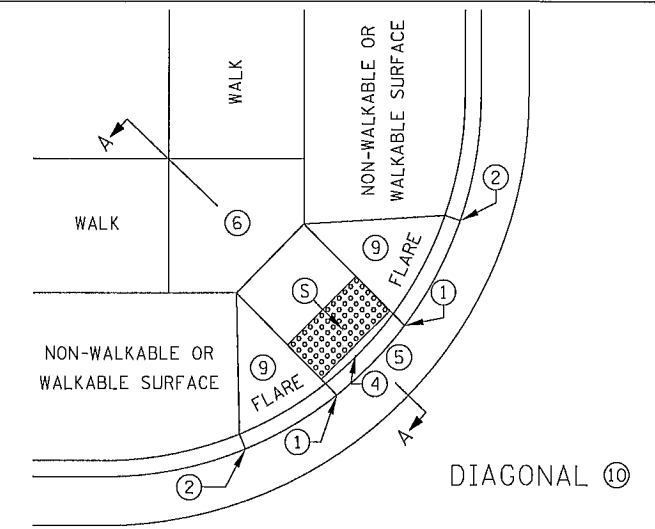 WALK
NON-WALKABLE OR
WALKABLE SURFACE
A
2
6
WALK
9
FLARE
S
1
NON-WALKABLE OR
WALKABLE SURFACE
5
9
FLARE
4
A
1
2
DIAGONAL 10